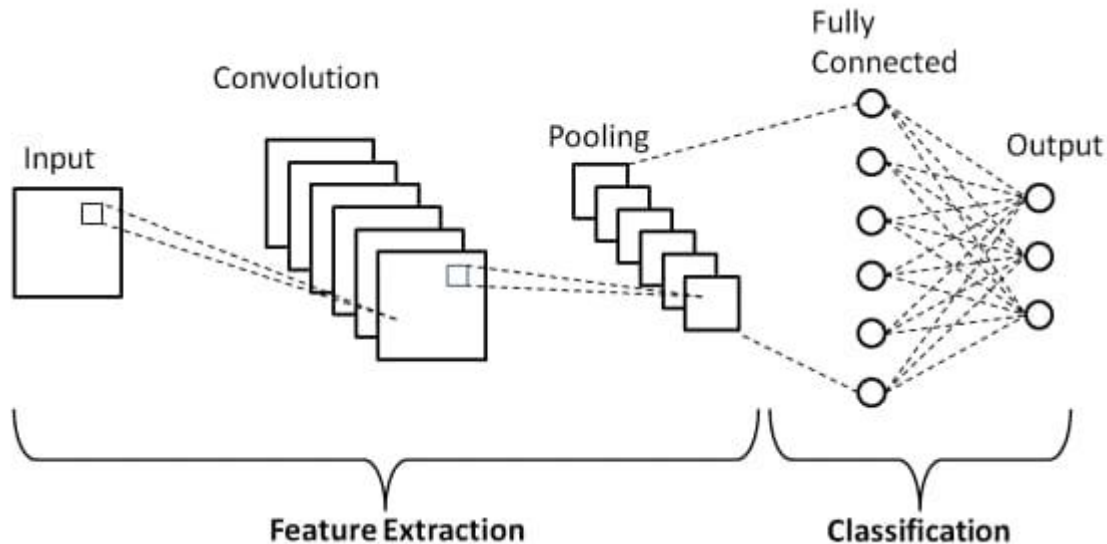 Fully
Connected
Convolution
Pooling
Input
Output
Feature Extraction
Classification